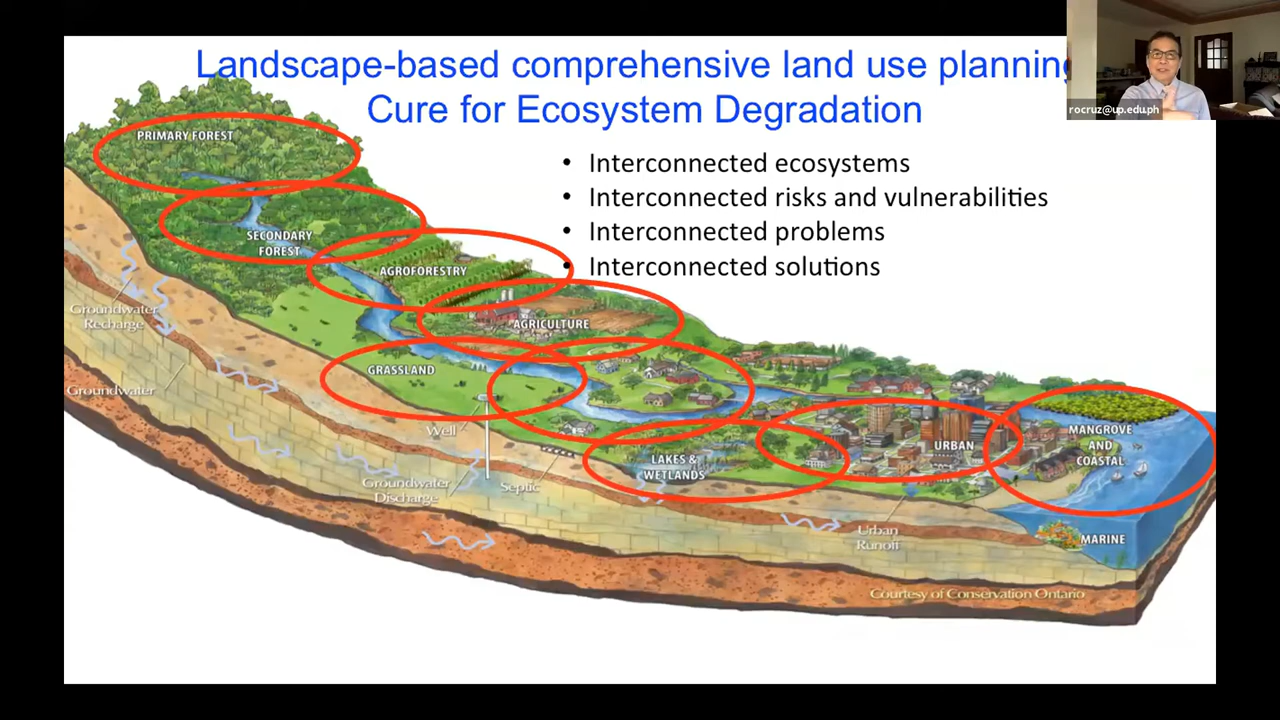 Landscape-based comprehensive land use planning
Cure for Ecosystem Degradation
rocruz@up.edu.ph
• Interconnected ecosystems
• Interconnected risks and vulnerabilities
• Interconnected problems
• Interconnected solutions
PRIMARY FOREST
SECONDARY
FOREST
AGROFORESTRY
AGRICULTURE
GRASSLAND
Groundwater
Recharge
Groundwater
Well
Groundwater
Discharge
Septic
LAKES &
WETLANDS
URBAN
MANGROVE
AND
COASTAL
Urban
Runoff
MARINE
Courtesy of Conservation Ontario